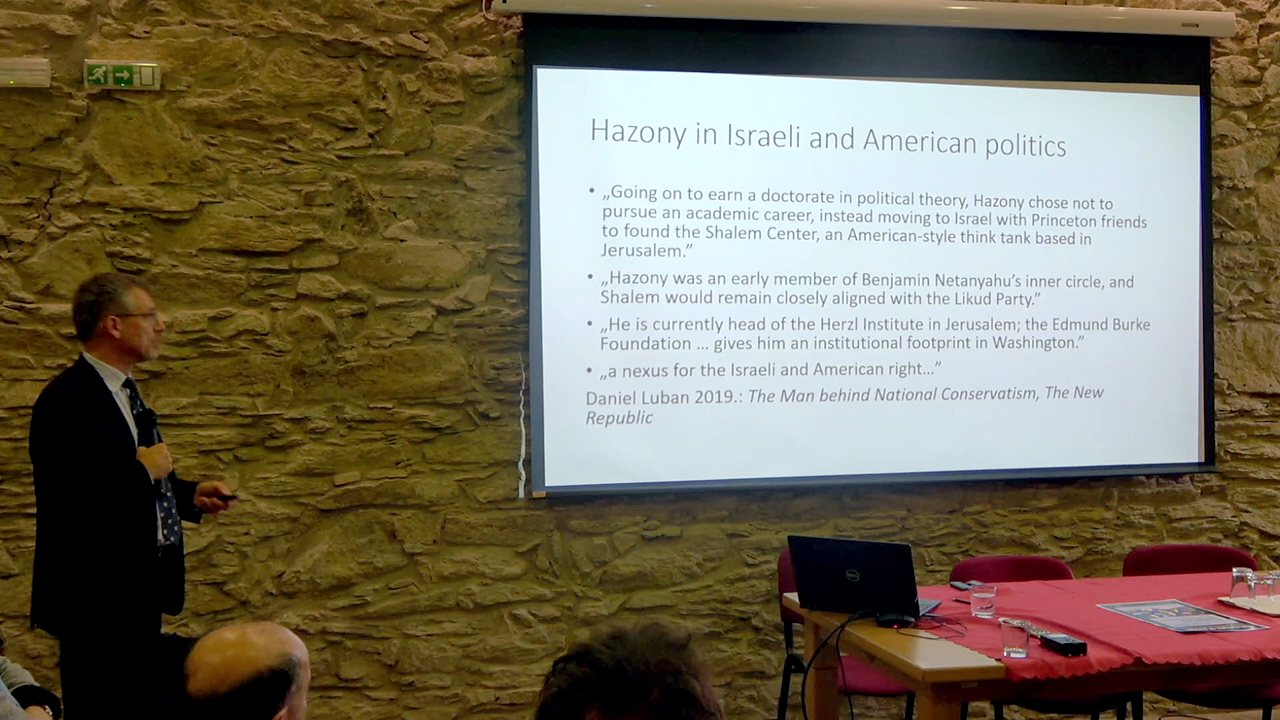 Hazony in Israeli and American politics
• „Going on to earn a doctorate in political theory, Hazony chose not to
pursue an academic career, instead moving to Israel with Princeton friends
to found the Shalem Center, an American-style think tank based in
Jerusalem.”
• „Hazony was an early member of Benjamin Netanyahu’s inner circle, and
Shalem would remain closely aligned with the Likud Party.”
• „He is currently head of the Herzl Institute in Jerusalem; the Edmund Burke
Foundation … gives him an institutional footprint in Washington.”
• „a nexus for the Israeli and American right…”
Daniel Luban 2019.: The Man behind National Conservatism, The New
Republic
DELL